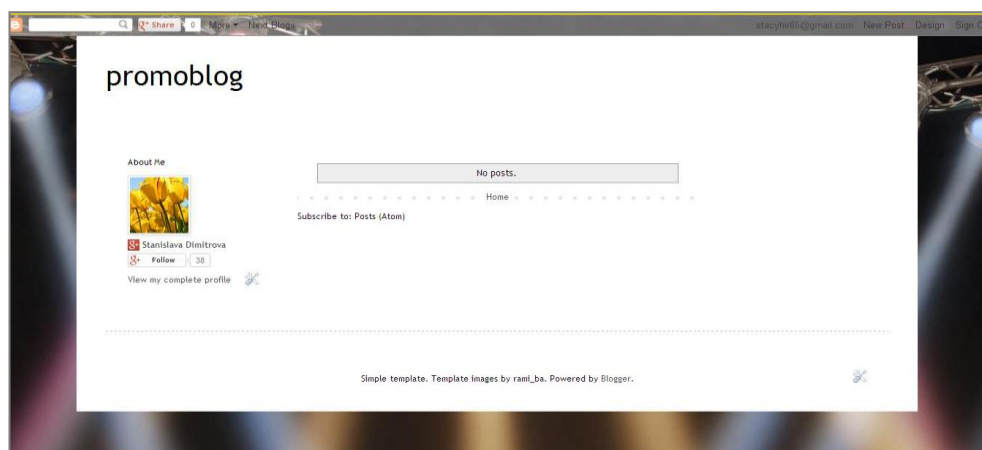 Share 0 More Next Blog»
stacyhr85@gmail.com New Post Design Sign
promoblog
About Me
No posts.
Home
Subscribe to: Posts (Atom)
Stanislava Dimitrova
Follow 38
View my complete profile
Simple template. Template images by rami_ba. Powered by Blogger.